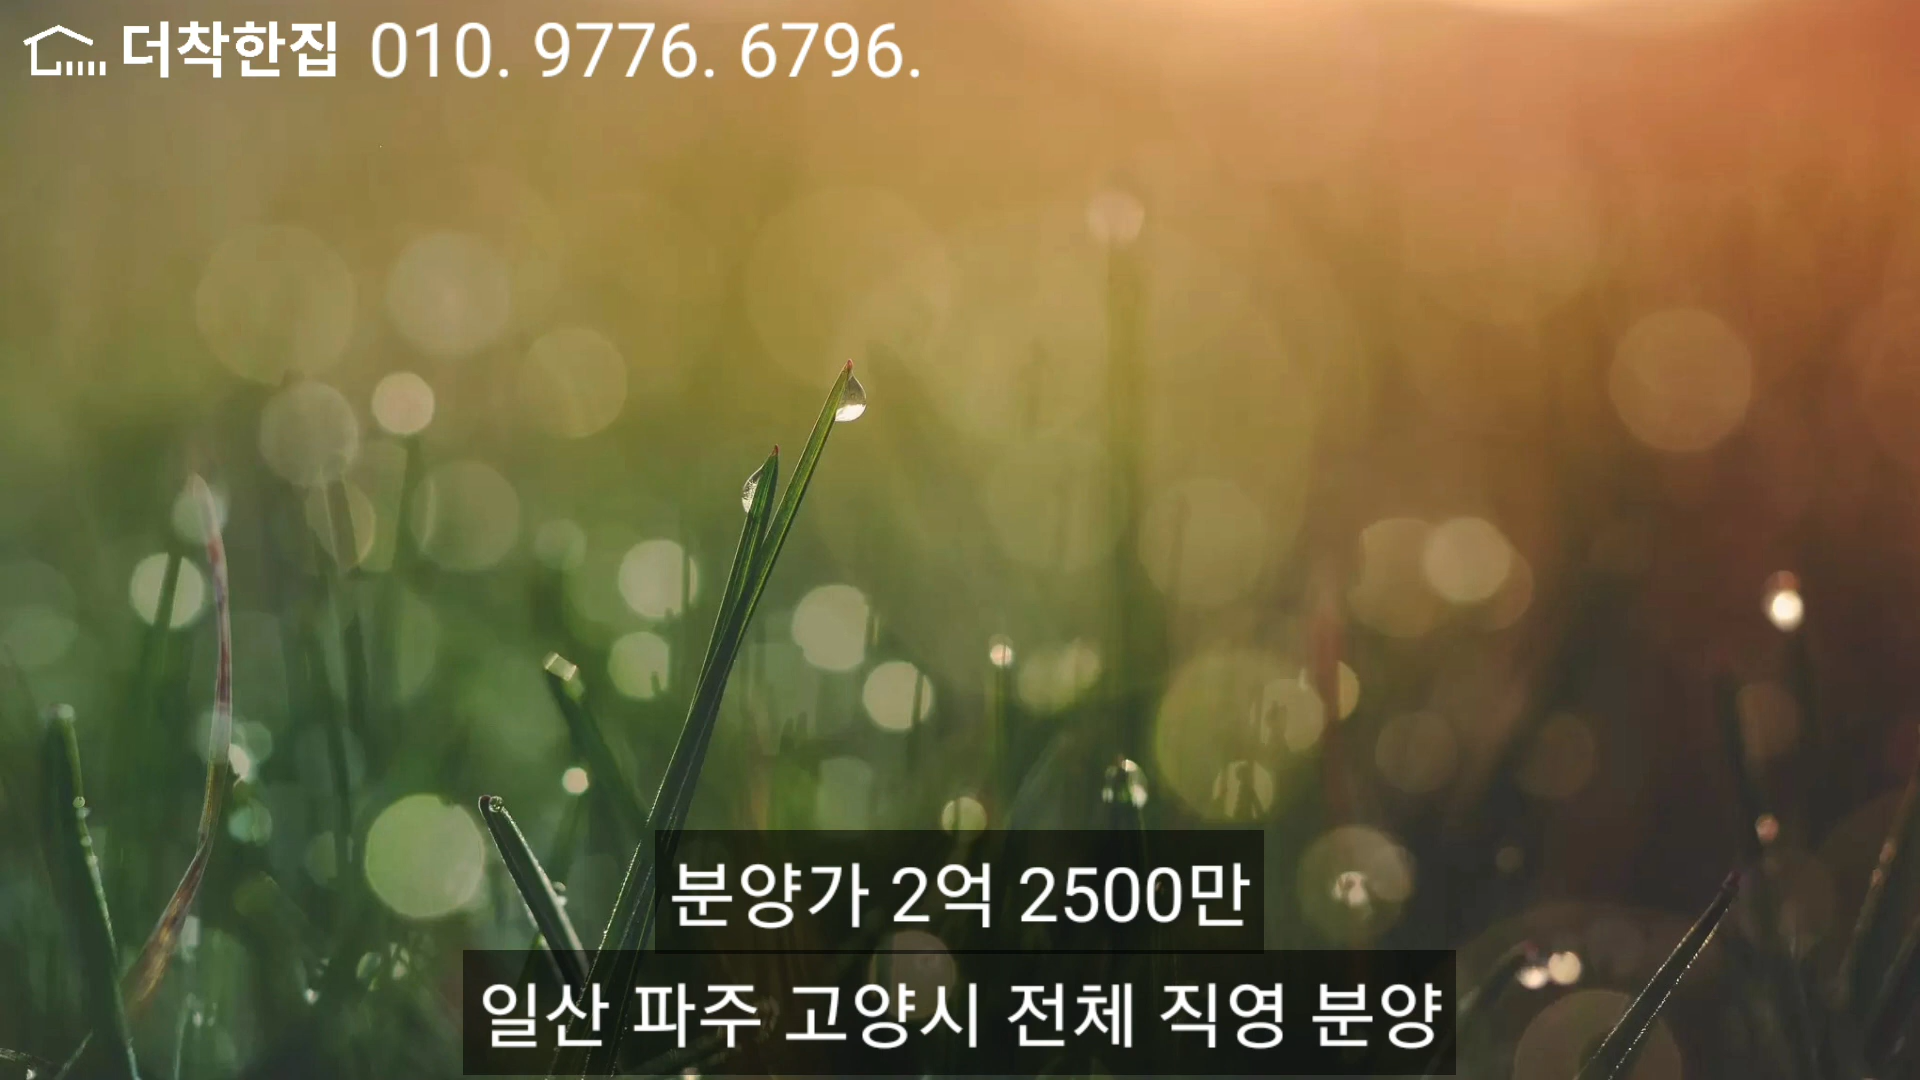 더착한집 010. 9776. 6796.
분양가 2억 2500만
일산 파주 고양시 전체 직영 분양